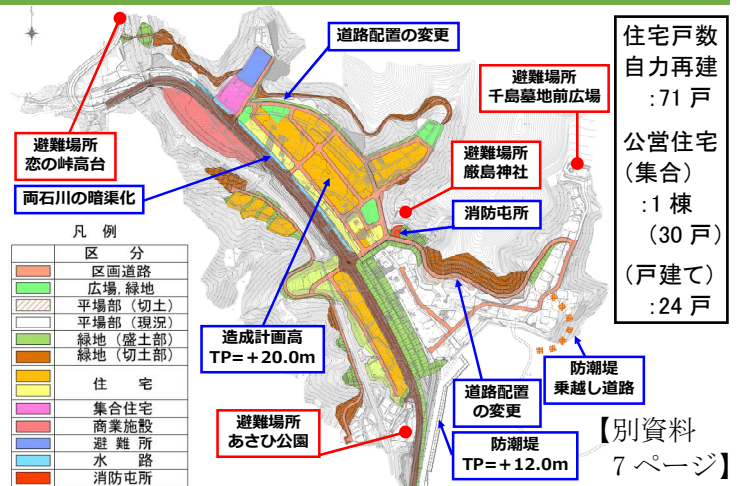 道路配置の変更
避難場所
千島墓地前広場
住宅戸数
自力再建
:71戸
公営住宅
(集合)
:1棟
(30戸)
(戸建て)
:24戸
避難場所
恋の峠高台
両石川の暗渠化
避難場所
厳島神社
消防屯所
凡例
区分
区画道路
広場,緑地
平場部(切土)
平場部(現況)
緑地(盛土部)
緑地(切土部)
住宅
集合住宅
商業施設
避難所
水路
消防屯所
造成計画高
TP=+20.0m
避難場所
あさひ公園
道路配置
の変更
防潮堤
TP=+12.0m
防潮堤
乗越し道路
【別資料
7ページ】